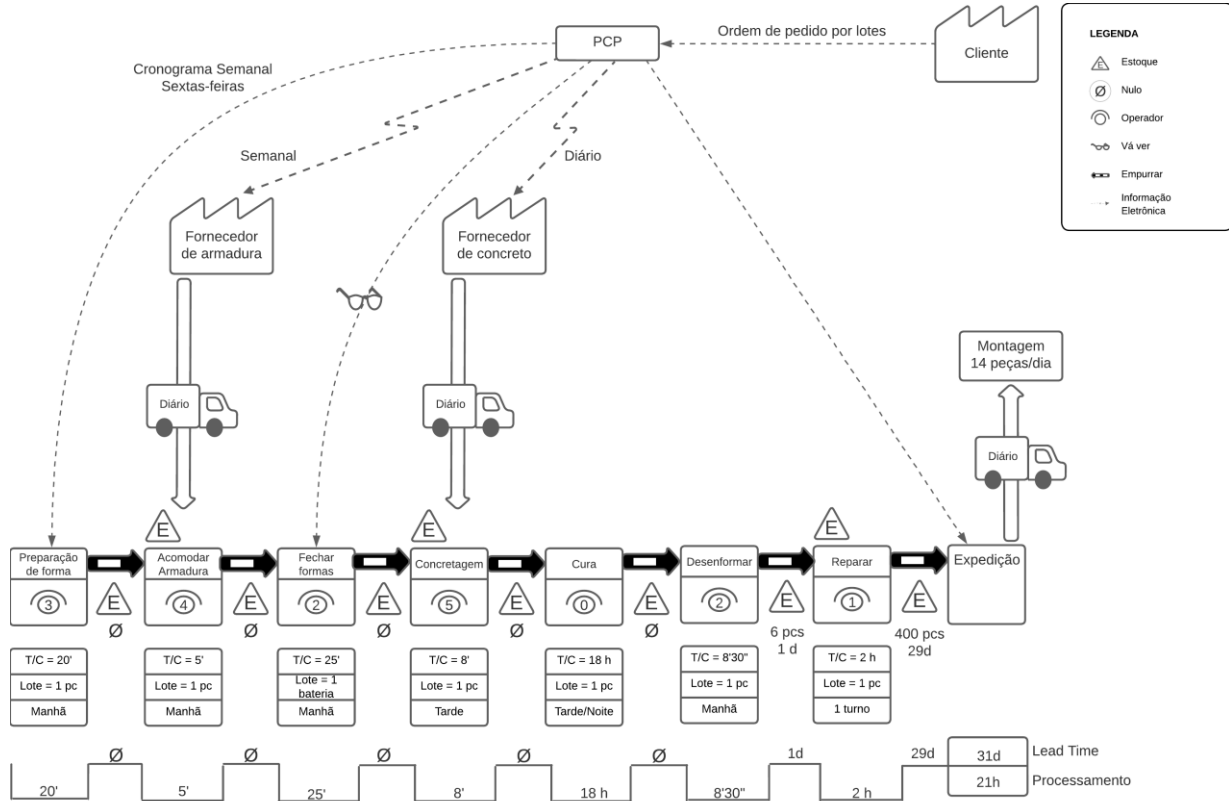 PCP
Ordem de pedido por lotes
Cliente
LEGENDA
E Estoque
Ø Nulo
Operador
Vá ver
Empurrar
Informação
Eletrônica
Cronograma Semanal
Sextas-feiras
Semanal
Diário
Fornecedor
de armadura
Fornecedor
de concreto
Montagem
14 peças/dia
Diário
Diário
Diário
E
E
E
Preparação
de forma
3
E
Ø
Acomodar
Armadura
4
E
Ø
Fechar
formas
2
E
Ø
Concretagem
5
E
Ø
Cura
0
E
Ø
Desenformar
2
E
6 pcs
1 d
Reparar
1
E
400 pcs
29d
Expedição
T/C = 20'
Lote = 1 pc
Manhã
T/C = 5'
Lote = 1 pc
Manhã
T/C = 25'
Lote = 1
bateria
Manhã
T/C = 8'
Lote = 1 pc
Tarde
T/C = 18 h
Lote = 1 pc
Tarde/Noite
T/C = 8'30"
Lote = 1 pc
Manhã
T/C = 2 h
Lote = 1 pc
1 turno
Ø
Ø
Ø
Ø
Ø
1d
29d
31d
Lead Time
20'
5'
25'
8'
18 h
8'30"
2 h
21h
Processamento